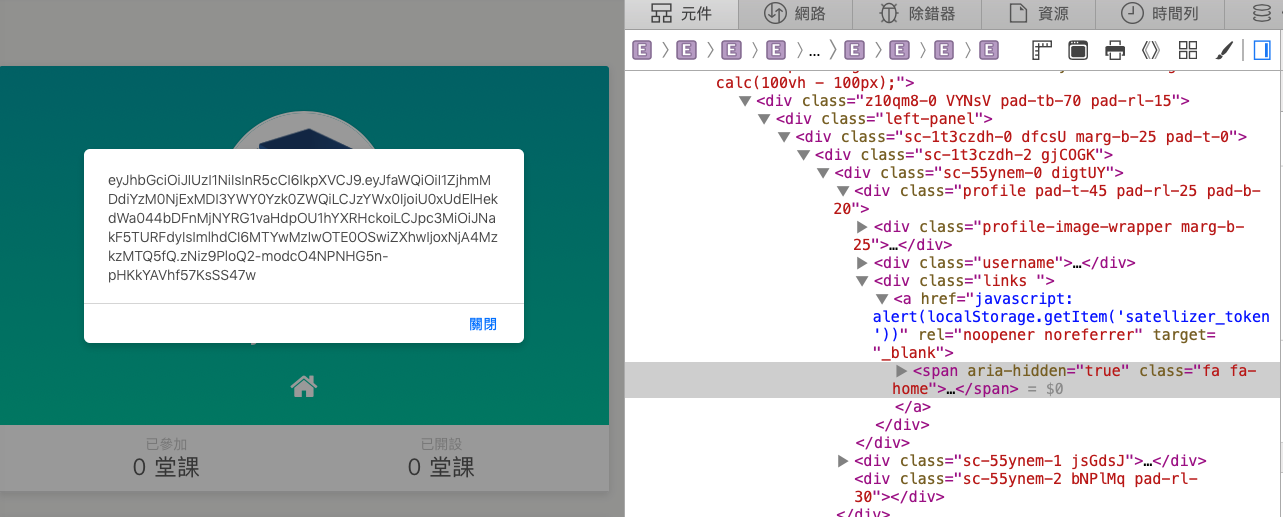 元件
網路
除錯器
資源
時間列
E
E
E
E
...
E
E
E
E
calc(100vh - 100px);">
<div class="z10qm8-0 VYNsV pad-tb-70 pad-rl-15">
<div class="left-panel">
<div class="sc-1t3czdh-0 dfcsU marg-b-25 pad-t-0">
<div class="sc-1t3czdh-2 gjCOGK">
<div class="sc-55ynem-0 digtUY">
<div class="profile pad-t-45 pad-rl-25 pad-b-
20">
<div class="profile-image-wrapper marg-b-
25">…</div>
<div class="username">…</div>
<div class="links ">
<a href="javascript:
alert(localStorage.getItem('satellizer_token
'))" rel="noopener noreferrer" target=
"_blank">
<span aria-hidden="true" class="fa fa-
home">…</span> = $0
</a>
</div>
</div>
<div class="sc-55ynem-1 jsGdsJ">…</div>
<div class="sc-55ynem-2 bNPlMq pad-rl-
30"></div>
</div>
關閉
已參加
0 堂課
已開設
0 堂課